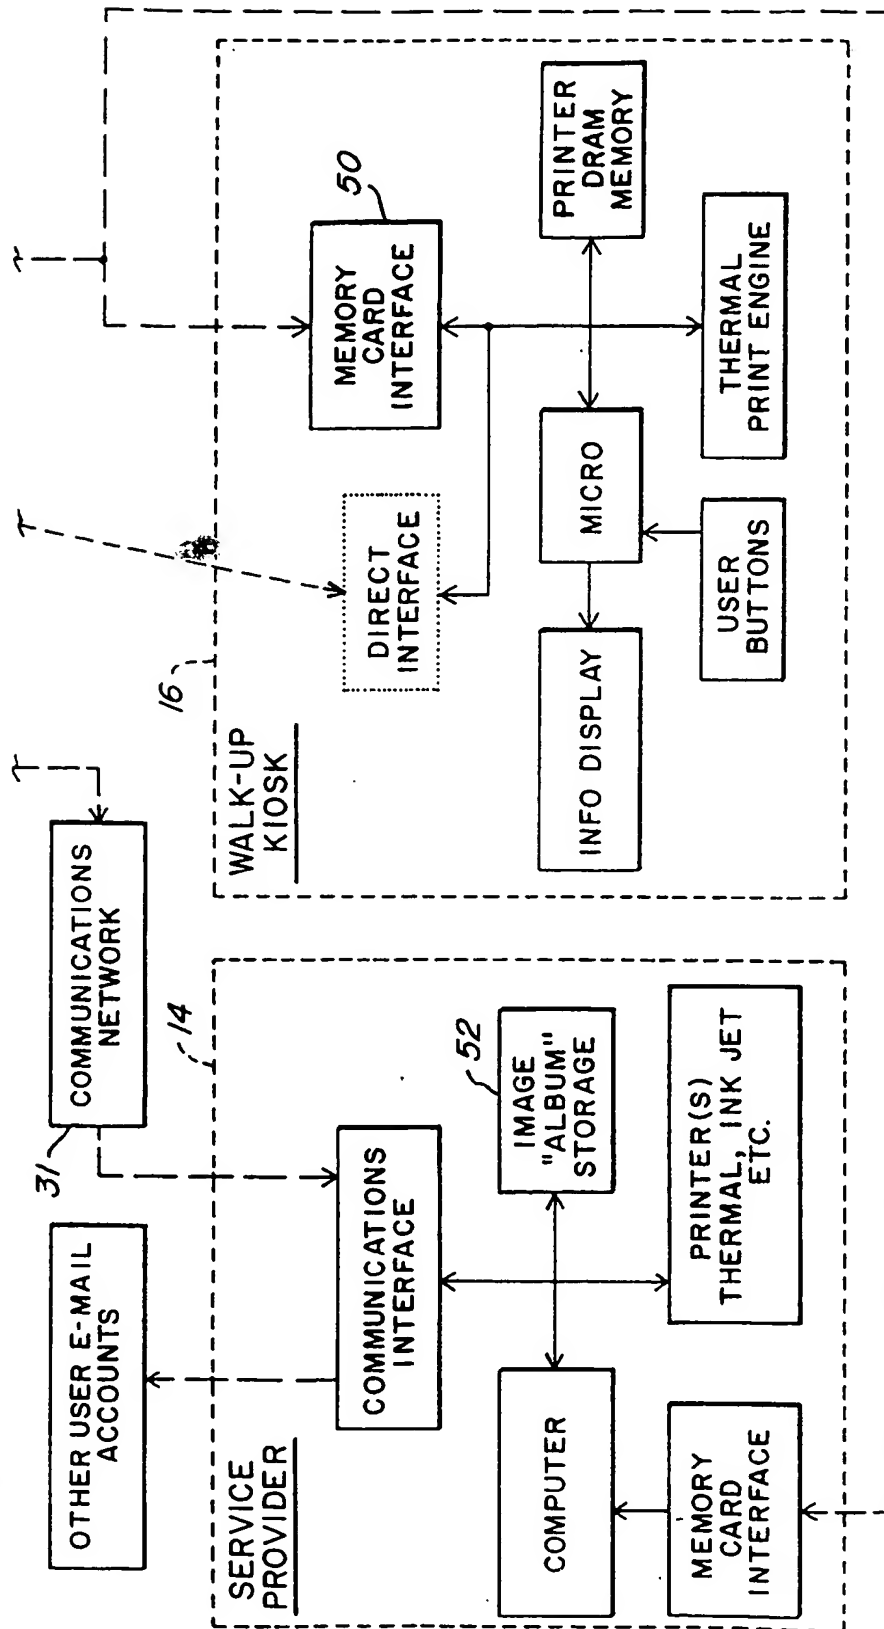 OTHER USER E-MAIL
ACCOUNTS
31
COMMUNICATIONS
NETWORK
SERVICE
PROVIDER
14
COMMUNICATIONS
INTERFACE
COMPUTER
IMAGE
"ALBUM"
STORAGE
52
MEMORY
CARD
INTERFACE
PRINTER(S)
THERMAL, INK JET
ETC.
WALK-UP
KIOSK
16
DIRECT
INTERFACE
MEMORY
CARD
INTERFACE
50
INFO DISPLAY
MICRO
PRINTER
DRAM
MEMORY
USER
BUTTONS
THERMAL
PRINT ENGINE